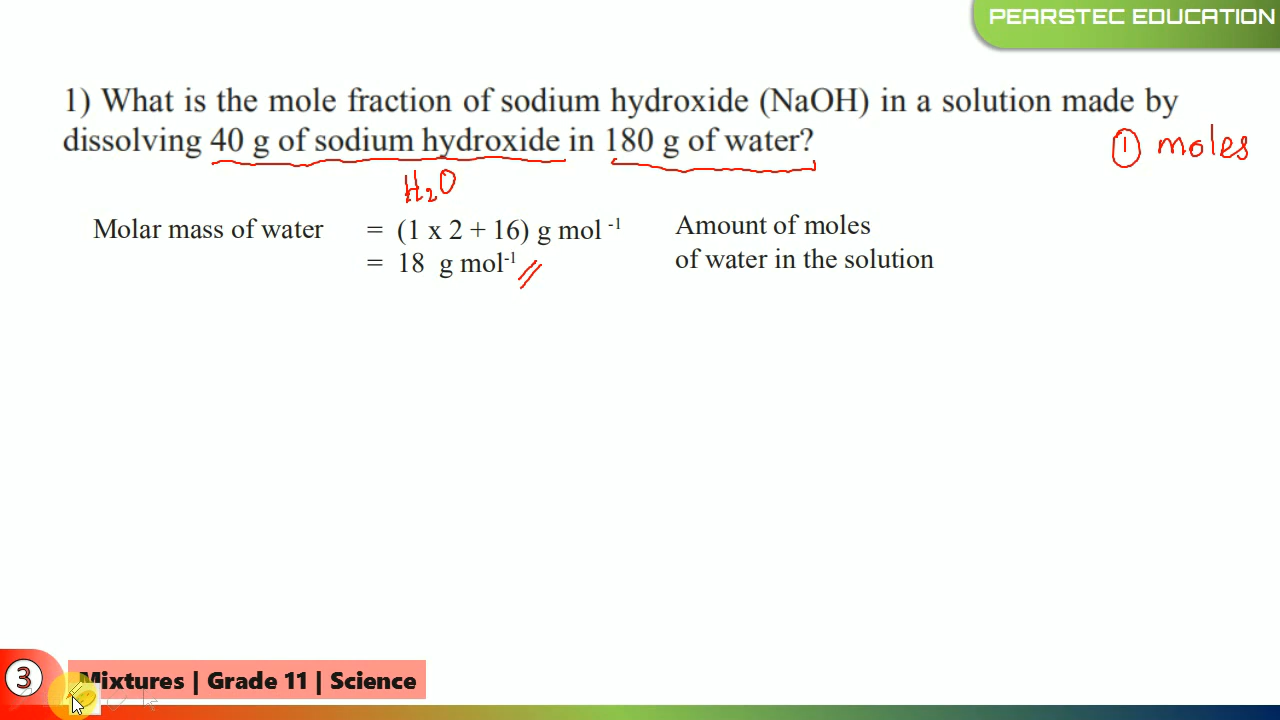 PEARSTEC EDUCATION
1) What is the mole fraction of sodium hydroxide (NaOH) in a solution made by
dissolving 40 g of sodium hydroxide in 180 g of water?
① moles
H₂O
Molar mass of water = (1 x 2 + 16) g mol ⁻¹
= 18 g mol⁻¹
Amount of moles
of water in the solution
3
Mixtures | Grade 11 | Science